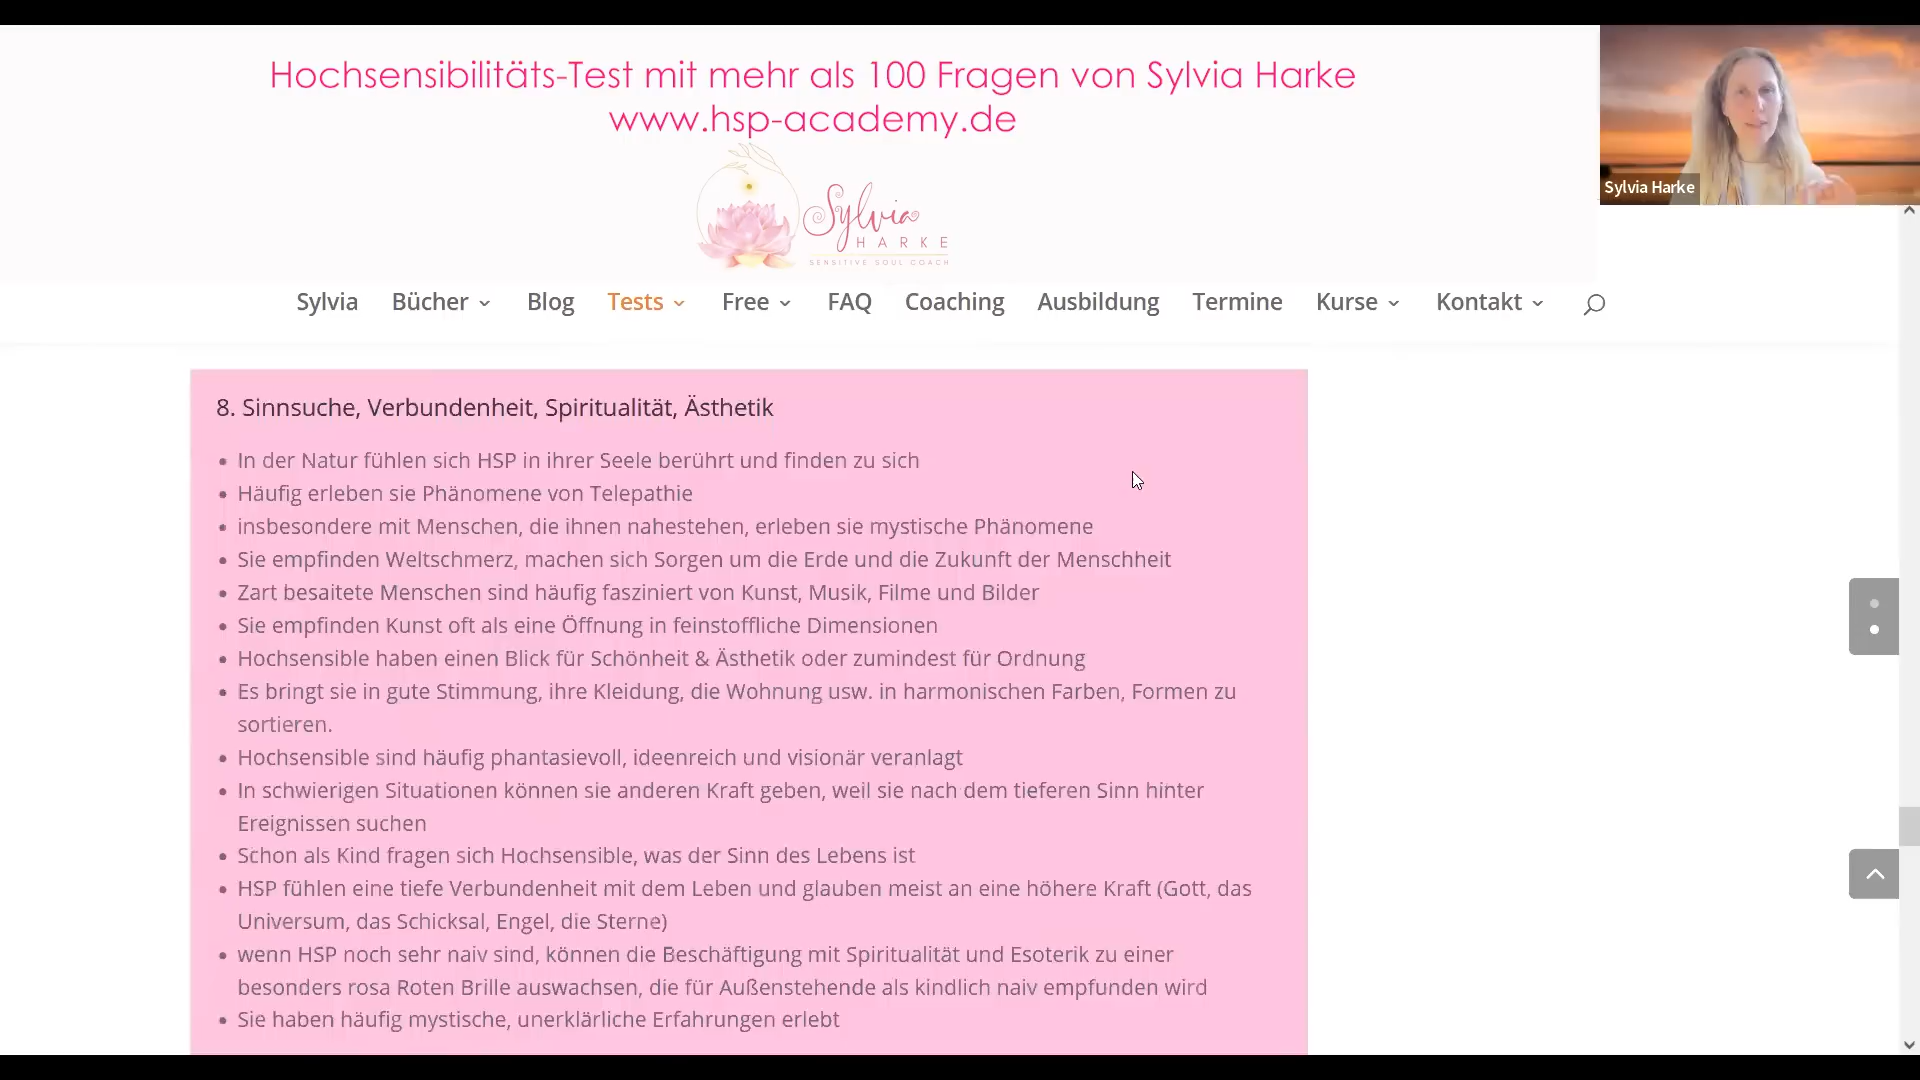 Hochsensibilitäts-Test mit mehr als 100 Fragen von Sylvia Harke
www.hsp-academy.de
Sylvia Harke
Sylvia
HARKE
SENSITIVE SOUL COACH
Sylvia Bücher Blog Tests Free FAQ Coaching Ausbildung Termine Kurse Kontakt
8. Sinnsuche, Verbundenheit, Spiritualität, Ästhetik
In der Natur fühlen sich HSP in ihrer Seele berührt und finden zu sich
Häufig erleben sie Phänomene von Telepathie
insbesondere mit Menschen, die ihnen nahestehen, erleben sie mystische Phänomene
Sie empfinden Weltschmerz, machen sich Sorgen um die Erde und die Zukunft der Menschheit
Zart besaitete Menschen sind häufig fasziniert von Kunst, Musik, Filme und Bilder
Sie empfinden Kunst oft als eine Öffnung in feinstoffliche Dimensionen
Hochsensible haben einen Blick für Schönheit & Ästhetik oder zumindest für Ordnung
Es bringt sie in gute Stimmung, ihre Kleidung, die Wohnung usw. in harmonischen Farben, Formen zu
sortieren.
Hochsensible sind häufig phantasievoll, ideenreich und visionär veranlagt
In schwierigen Situationen können sie anderen Kraft geben, weil sie nach dem tieferen Sinn hinter
Ereignissen suchen
Schon als Kind fragen sich Hochsensible, was der Sinn des Lebens ist
HSP fühlen eine tiefe Verbundenheit mit dem Leben und glauben meist an eine höhere Kraft (Gott, das
Universum, das Schicksal, Engel, die Sterne)
wenn HSP noch sehr naiv sind, können die Beschäftigung mit Spiritualität und Esoterik zu einer
besonders rosa Roten Brille auswachsen, die für Außenstehende als kindlich naiv empfunden wird
Sie haben häufig mystische, unerklärliche Erfahrungen erlebt